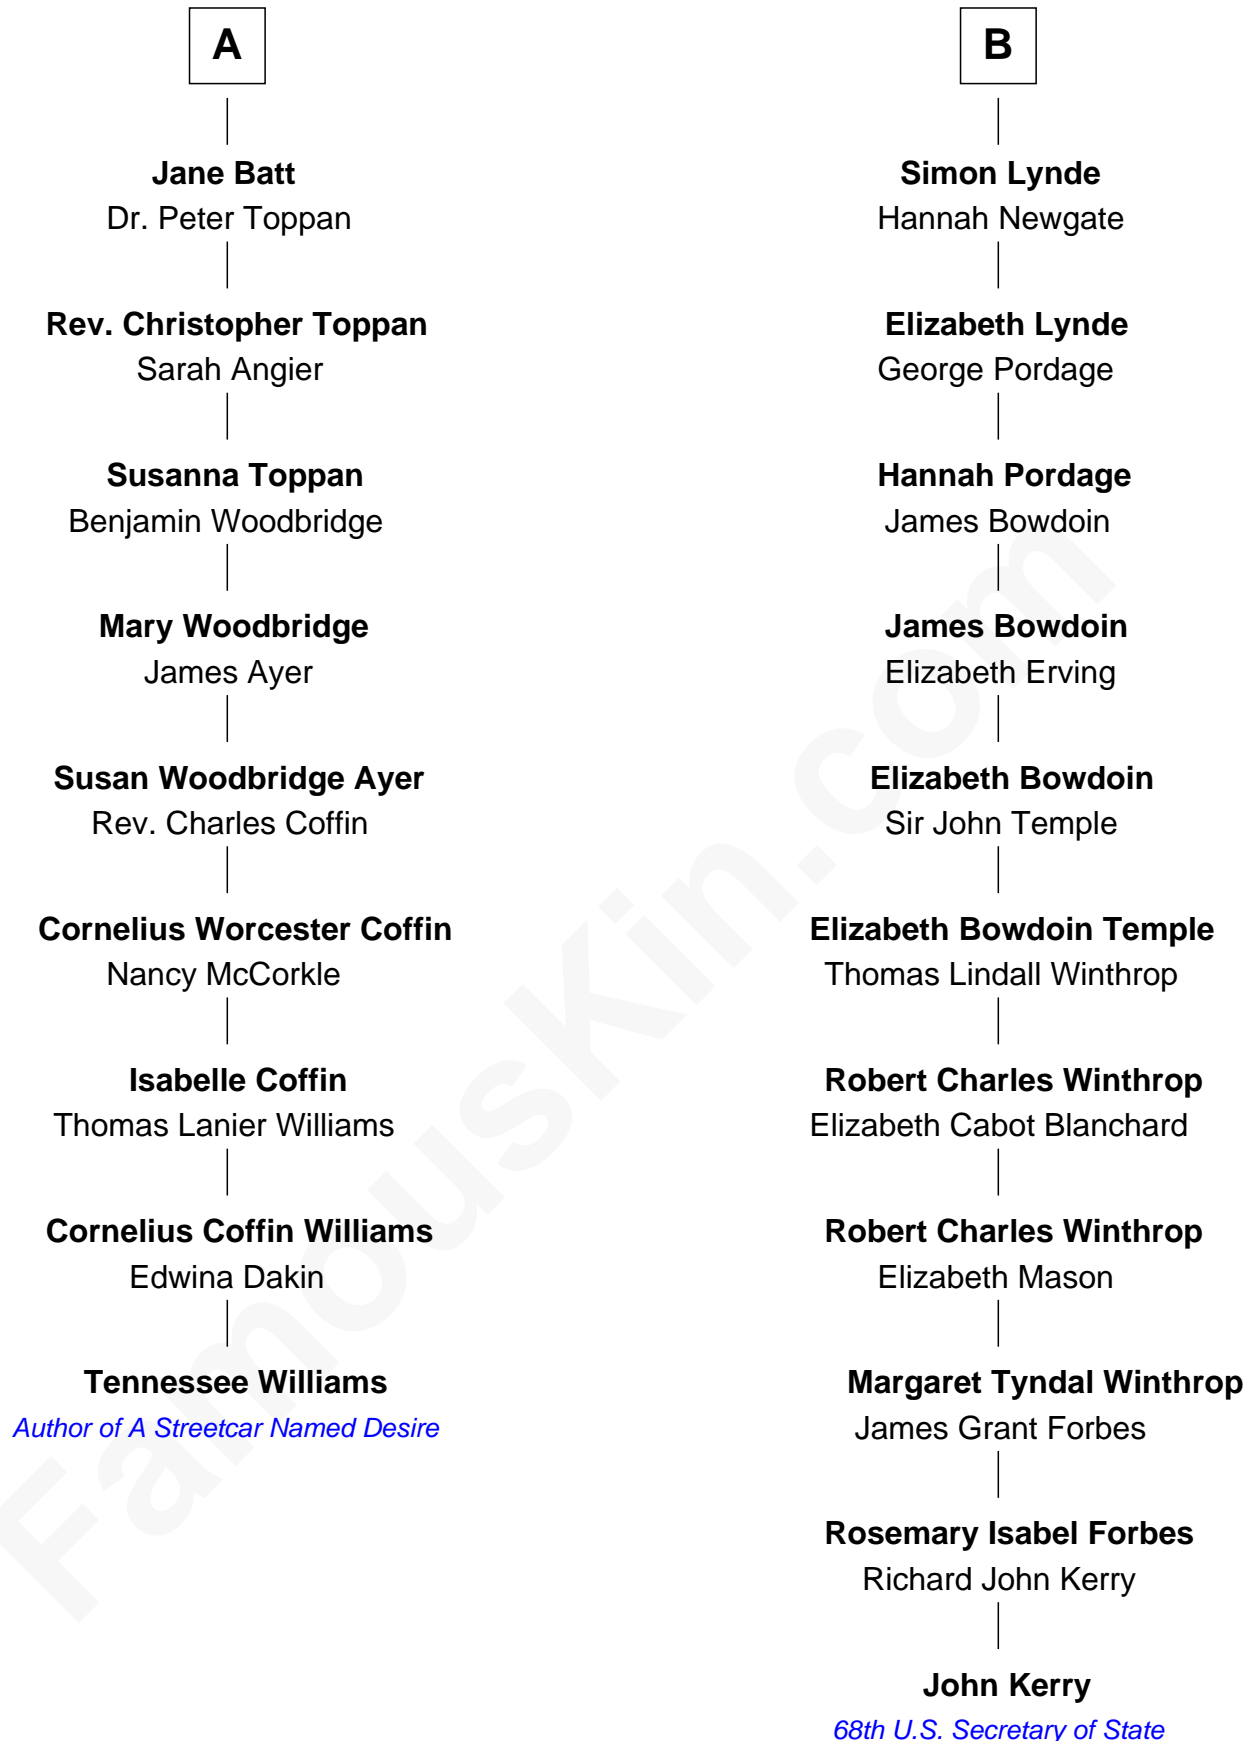 A
Jane Batt
Dr. Peter Toppan
Rev. Christopher Toppan
Sarah Angier
Susanna Toppan
Benjamin Woodbridge
Mary Woodbridge
James Ayer
Susan Woodbridge Ayer
Rev. Charles Coffin
Cornelius Worcester Coffin
Nancy McCorkle
Isabelle Coffin
Thomas Lanier Williams
Cornelius Coffin Williams
Edwina Dakin
Tennessee Williams
Author of A Streetcar Named Desire
B
Simon Lynde
Hannah Newgate
Elizabeth Lynde
George Pordage
Hannah Pordage
James Bowdoin
James Bowdoin
Elizabeth Erving
Elizabeth Bowdoin
Sir John Temple
Elizabeth Bowdoin Temple
Thomas Lindall Winthrop
Robert Charles Winthrop
Elizabeth Cabot Blanchard
Robert Charles Winthrop
Elizabeth Mason
Margaret Tyndal Winthrop
James Grant Forbes
Rosemary Isabel Forbes
Richard John Kerry
John Kerry
68th U.S. Secretary of State
FamousKin.com